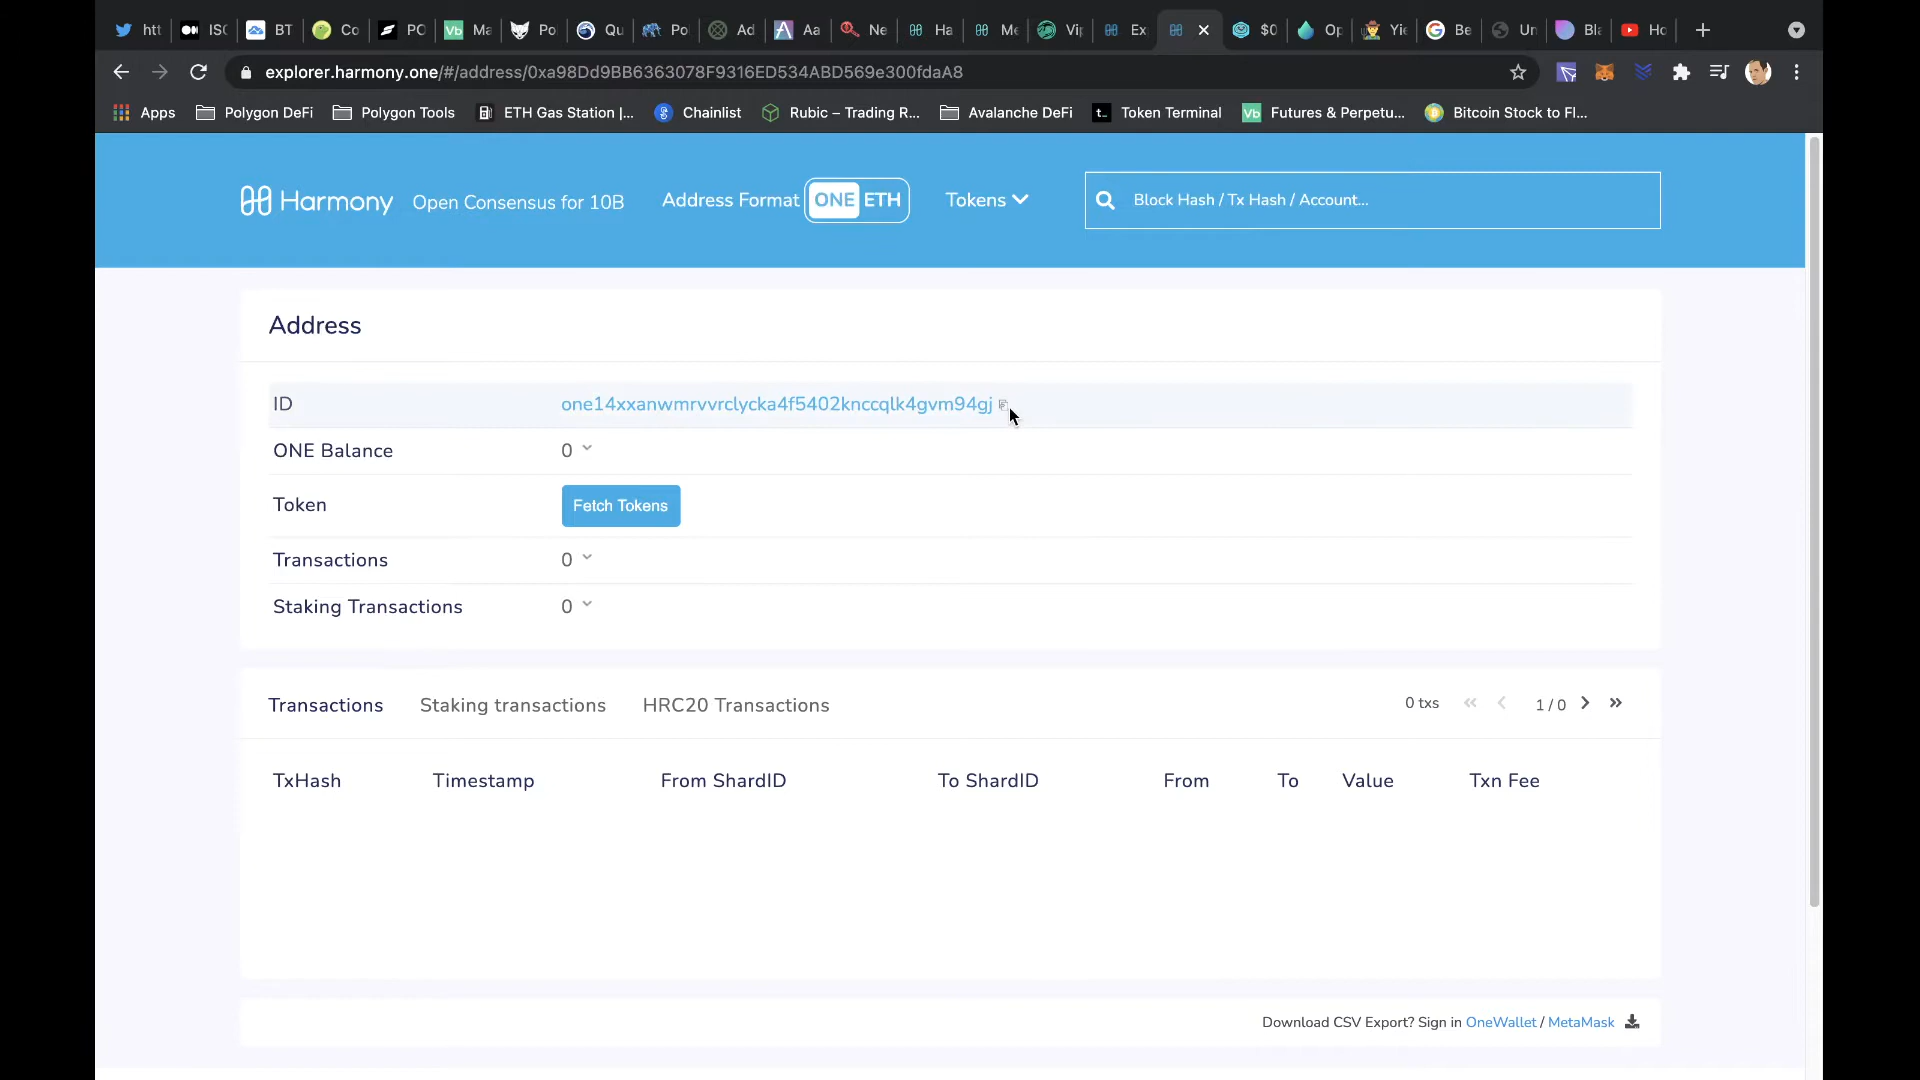 htt
ISC
BT
Co
PO
Ma
Po
Qu
Po
Ad
Aa
Ne
Ha
Me
Vip
Ex
$0
Op
Yie
Be
Un
Bla
Ho
explorer.harmony.one/#/address/0xa98Dd9BB6363078F9316ED534ABD569e300fdaA8
Apps Polygon DeFi Polygon Tools ETH Gas Station |... Chainlist Rubic – Trading R... Avalanche DeFi t. Token Terminal Vb Futures & Perpetu... Bitcoin Stock to Fl...
Harmony Open Consensus for 10B Address Format ONE ETH Tokens Block Hash / Tx Hash / Account...
Address
ID one14xxanwmrvvrclycka4f5402knccqlk4gvm94gj
ONE Balance 0
Token Fetch Tokens
Transactions 0
Staking Transactions 0
Transactions Staking transactions HRC20 Transactions 0 txs « ‹ 1 / 0 › »
TxHash Timestamp From ShardID To ShardID From To Value Txn Fee
Download CSV Export? Sign in OneWallet / MetaMask